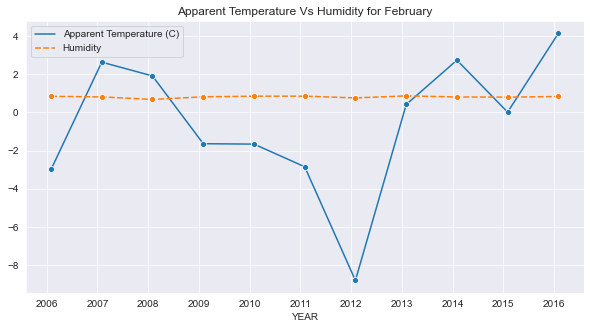 Apparent Temperature Vs Humidity for February
Apparent Temperature (C)
Humidity
4
2
0
−2
−4
−6
−8
2006 2007 2008 2009 2010 2011 2012 2013 2014 2015 2016
YEAR